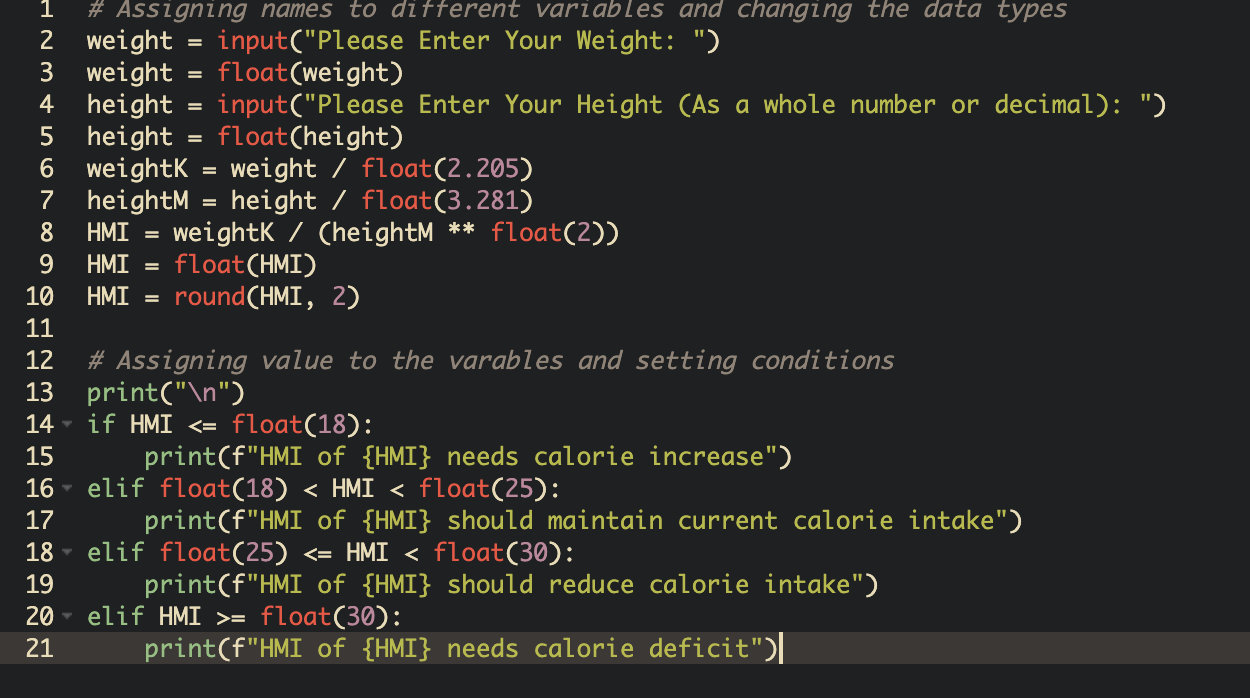 1 # Assigning names to different variables and changing the data types
2 weight = input("Please Enter Your Weight: ")
3 weight = float(weight)
4 height = input("Please Enter Your Height (As a whole number or decimal): ")
5 height = float(height)
6 weightK = weight / float(2.205)
7 heightM = height / float(3.281)
8 HMI = weightK / (heightM ** float(2))
9 HMI = float(HMI)
10 HMI = round(HMI, 2)
11
12 # Assigning value to the varables and setting conditions
13 print("\n")
14 if HMI <= float(18):
15     print(f"HMI of {HMI} needs calorie increase")
16 elif float(18) < HMI < float(25):
17     print(f"HMI of {HMI} should maintain current calorie intake")
18 elif float(25) <= HMI < float(30):
19     print(f"HMI of {HMI} should reduce calorie intake")
20 elif HMI >= float(30):
21     print(f"HMI of {HMI} needs calorie deficit")